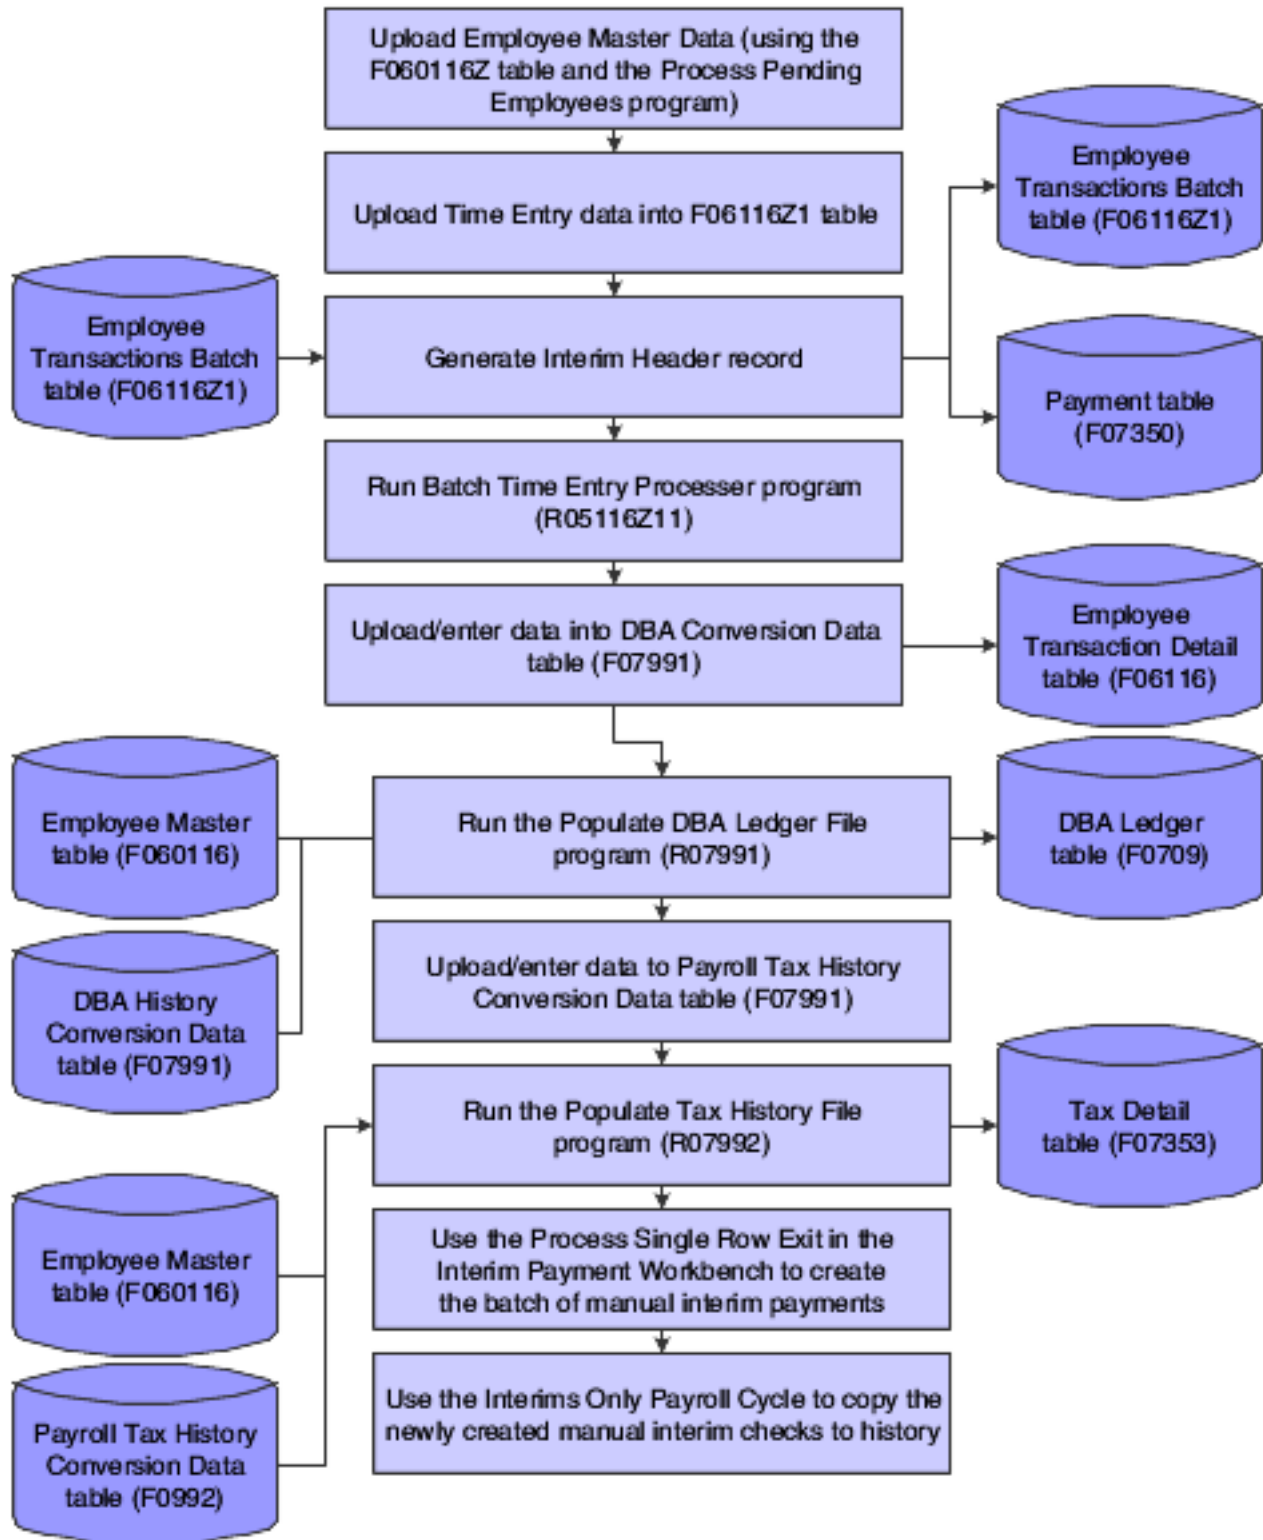 Upload Employee Master Data (using the
F060116Z table and the Process Pending
Employees program)
Employee
Transactions Batch
table (F06116Z1)
Upload Time Entry data into F06116Z1 table
Employee
Transactions Batch
table (F06116Z1)
Generate Interim Header record
Payment table
(F07350)
Run Batch Time Entry Processer program
(R05116Z11)
Upload/enter data into DBA Conversion Data
table (F07991)
Employee
Transaction Detail
table (F06116)
Employee Master
table (F060116)
Run the Populate DBA Ledger File
program (R07991)
DBA Ledger
table (F0709)
Upload/enter data to Payroll Tax History
Conversion Data table (F07991)
DBA History
Conversion Data
table (F07991)
Run the Populate Tax History File
program (R07992)
Tax Detail
table (F07353)
Employee Master
table (F060116)
Use the Process Single Row Exit in the
Interim Payment Workbench to create
the batch of manual interim payments
Use the Interims Only Payroll Cycle to copy the
newly created manual interim checks to history
Payroll Tax History
Conversion Data
table (F0992)